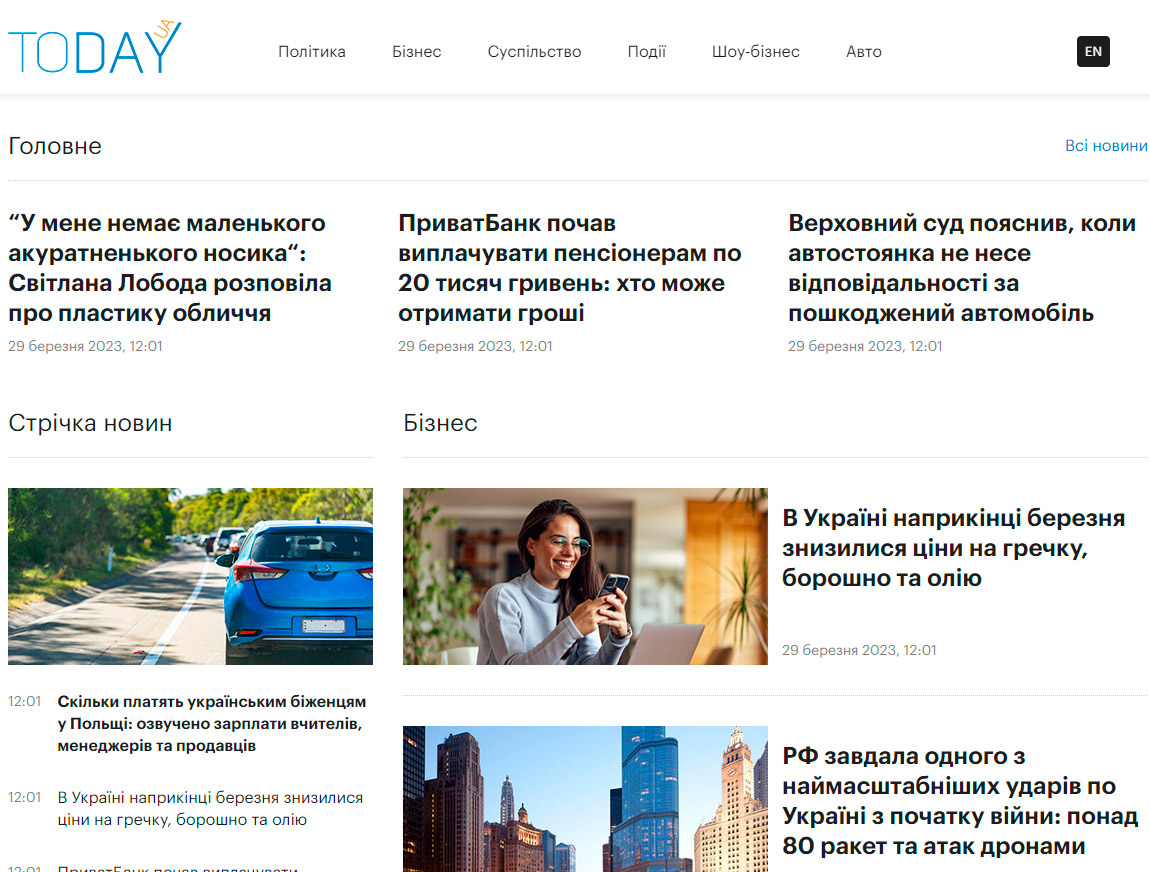 TODAY UA
Політика
Бізнес
Суспільство
Події
Шоу-бізнес
Авто
EN
Головне
Всі новини
“У мене немає маленького
акуратненького носика“:
Світлана Лобода розповіла
про пластику обличчя
29 березня 2023, 12:01
ПриватБанк почав
виплачувати пенсіонерам по
20 тисяч гривень: хто може
отримати гроші
29 березня 2023, 12:01
Верховний суд пояснив, коли
автостоянка не несе
відповідальності за
пошкоджений автомобіль
29 березня 2023, 12:01
Стрічка новин
12:01
Скільки платять українським біженцям
у Польщі: озвучено зарплати вчителів,
менеджерів та продавців
12:01
В Україні наприкінці березня знизилися
ціни на гречку, борошно та олію
12:01
ПриватБанк почав виплачувати
Бізнес
В Україні наприкінці березня
знизилися ціни на гречку,
борошно та олію
29 березня 2023, 12:01
РФ завдала одного з
наймасштабніших ударів по
Україні з початку війни: понад
80 ракет та атак дронами